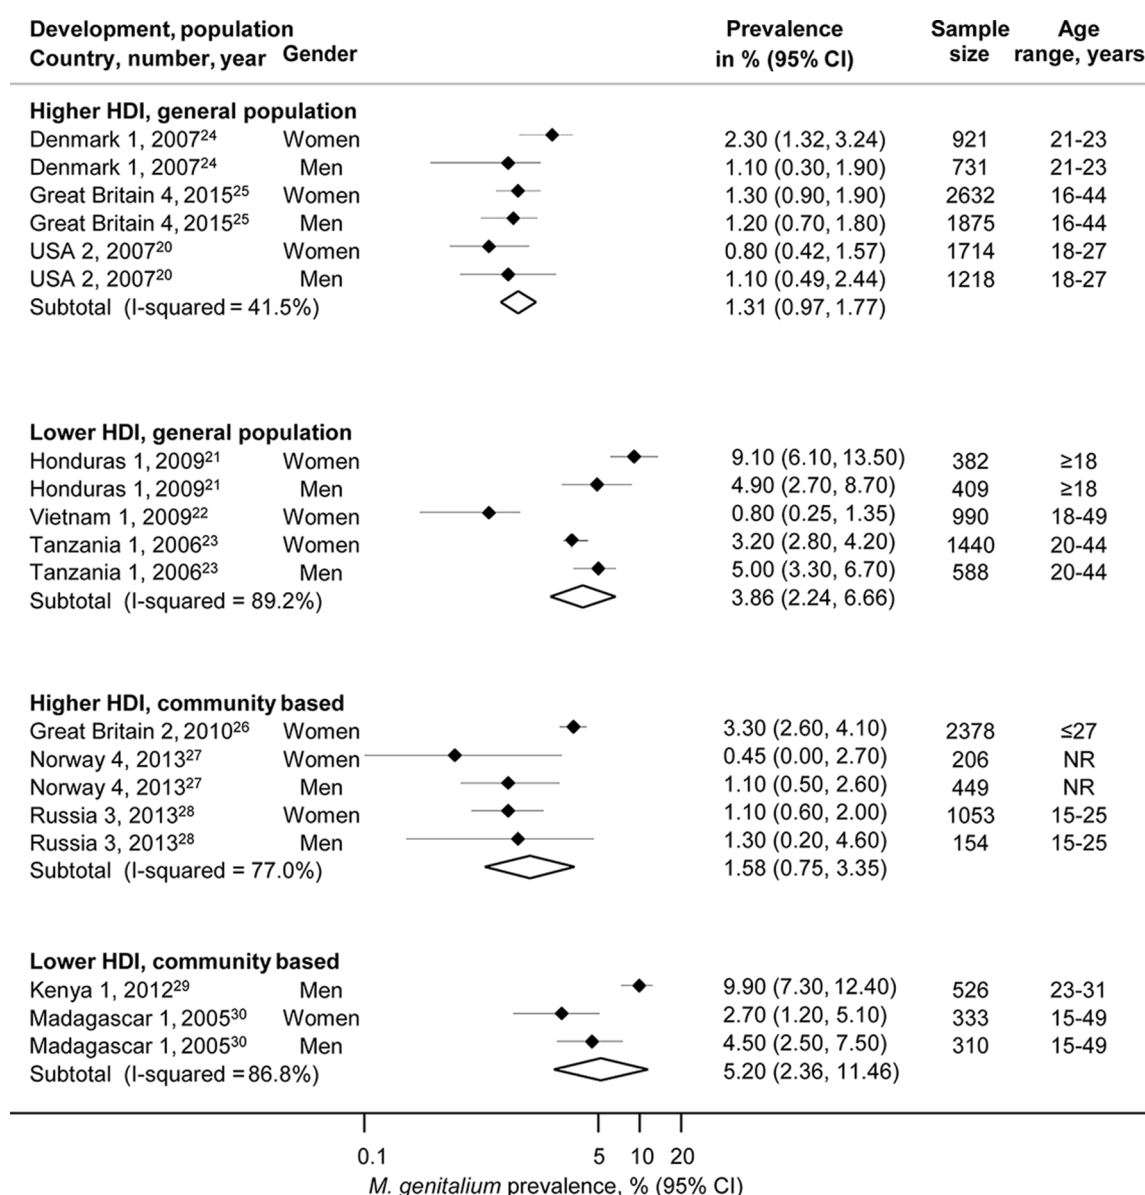 Development, population Prevalence Sample Age
Country, number, year Gender in % (95% CI) size range, years
Higher HDI, general population
Denmark 1, 2007²⁴ Women 2.30 (1.32, 3.24) 921 21-23
Denmark 1, 2007²⁴ Men 1.10 (0.30, 1.90) 731 21-23
Great Britain 4, 2015²⁵ Women 1.30 (0.90, 1.90) 2632 16-44
Great Britain 4, 2015²⁵ Men 1.20 (0.70, 1.80) 1875 16-44
USA 2, 2007²⁰ Women 0.80 (0.42, 1.57) 1714 18-27
USA 2, 2007²⁰ Men 1.10 (0.49, 2.44) 1218 18-27
Subtotal (I-squared = 41.5%) 1.31 (0.97, 1.77)
Lower HDI, general population
Honduras 1, 2009²¹ Women 9.10 (6.10, 13.50) 382 ≥18
Honduras 1, 2009²¹ Men 4.90 (2.70, 8.70) 409 ≥18
Vietnam 1, 2009²² Women 0.80 (0.25, 1.35) 990 18-49
Tanzania 1, 2006²³ Women 3.20 (2.80, 4.20) 1440 20-44
Tanzania 1, 2006²³ Men 5.00 (3.30, 6.70) 588 20-44
Subtotal (I-squared = 89.2%) 3.86 (2.24, 6.66)
Higher HDI, community based
Great Britain 2, 2010²⁶ Women 3.30 (2.60, 4.10) 2378 ≤27
Norway 4, 2013²⁷ Women 0.45 (0.00, 2.70) 206 NR
Norway 4, 2013²⁷ Men 1.10 (0.50, 2.60) 449 NR
Russia 3, 2013²⁸ Women 1.10 (0.60, 2.00) 1053 15-25
Russia 3, 2013²⁸ Men 1.30 (0.20, 4.60) 154 15-25
Subtotal (I-squared = 77.0%) 1.58 (0.75, 3.35)
Lower HDI, community based
Kenya 1, 2012²⁹ Men 9.90 (7.30, 12.40) 526 23-31
Madagascar 1, 2005³⁰ Women 2.70 (1.20, 5.10) 333 15-49
Madagascar 1, 2005³⁰ Men 4.50 (2.50, 7.50) 310 15-49
Subtotal (I-squared = 86.8%) 5.20 (2.36, 11.46)
0.1 5 10 20
M. genitalium prevalence, % (95% CI)